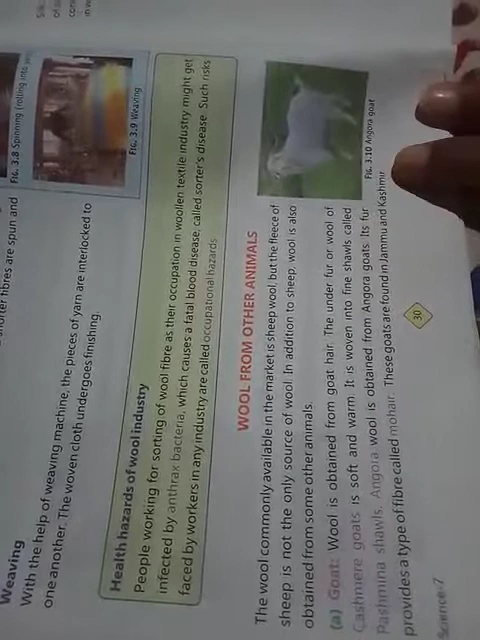 Weaving
With the help of weaving machine, the pieces of yarn are interlocked to
one another. The woven cloth undergoes finishing.
FIG. 3.8 Spinning (rolling into
FIG. 3.9 Weaving
Health hazards of wool industry
People working for sorting of wool fibre as their occupation in woollen textile industry might get
infected by anthrax bacteria, which causes a fatal blood disease, called sorter's disease. Such risks
faced by workers in any industry are called occupational hazards
WOOL FROM OTHER ANIMALS
The wool commonly available in the market is sheep wool, but the fleece of
sheep is not the only source of wool. In addition to sheep, wool is also
obtained from some other animals.
(a) Goat: Wool is obtained from goat hair. The under fur or wool of
Cashmere goats is soft and warm. It is woven into fine shawls called
Pashmina shawls. Angora wool is obtained from Angora goats. Its fur
provides a type of fibre called mohair. These goats are found in Jammu and Kashmir
FIG. 3.10 Angora goat
30
Science-7